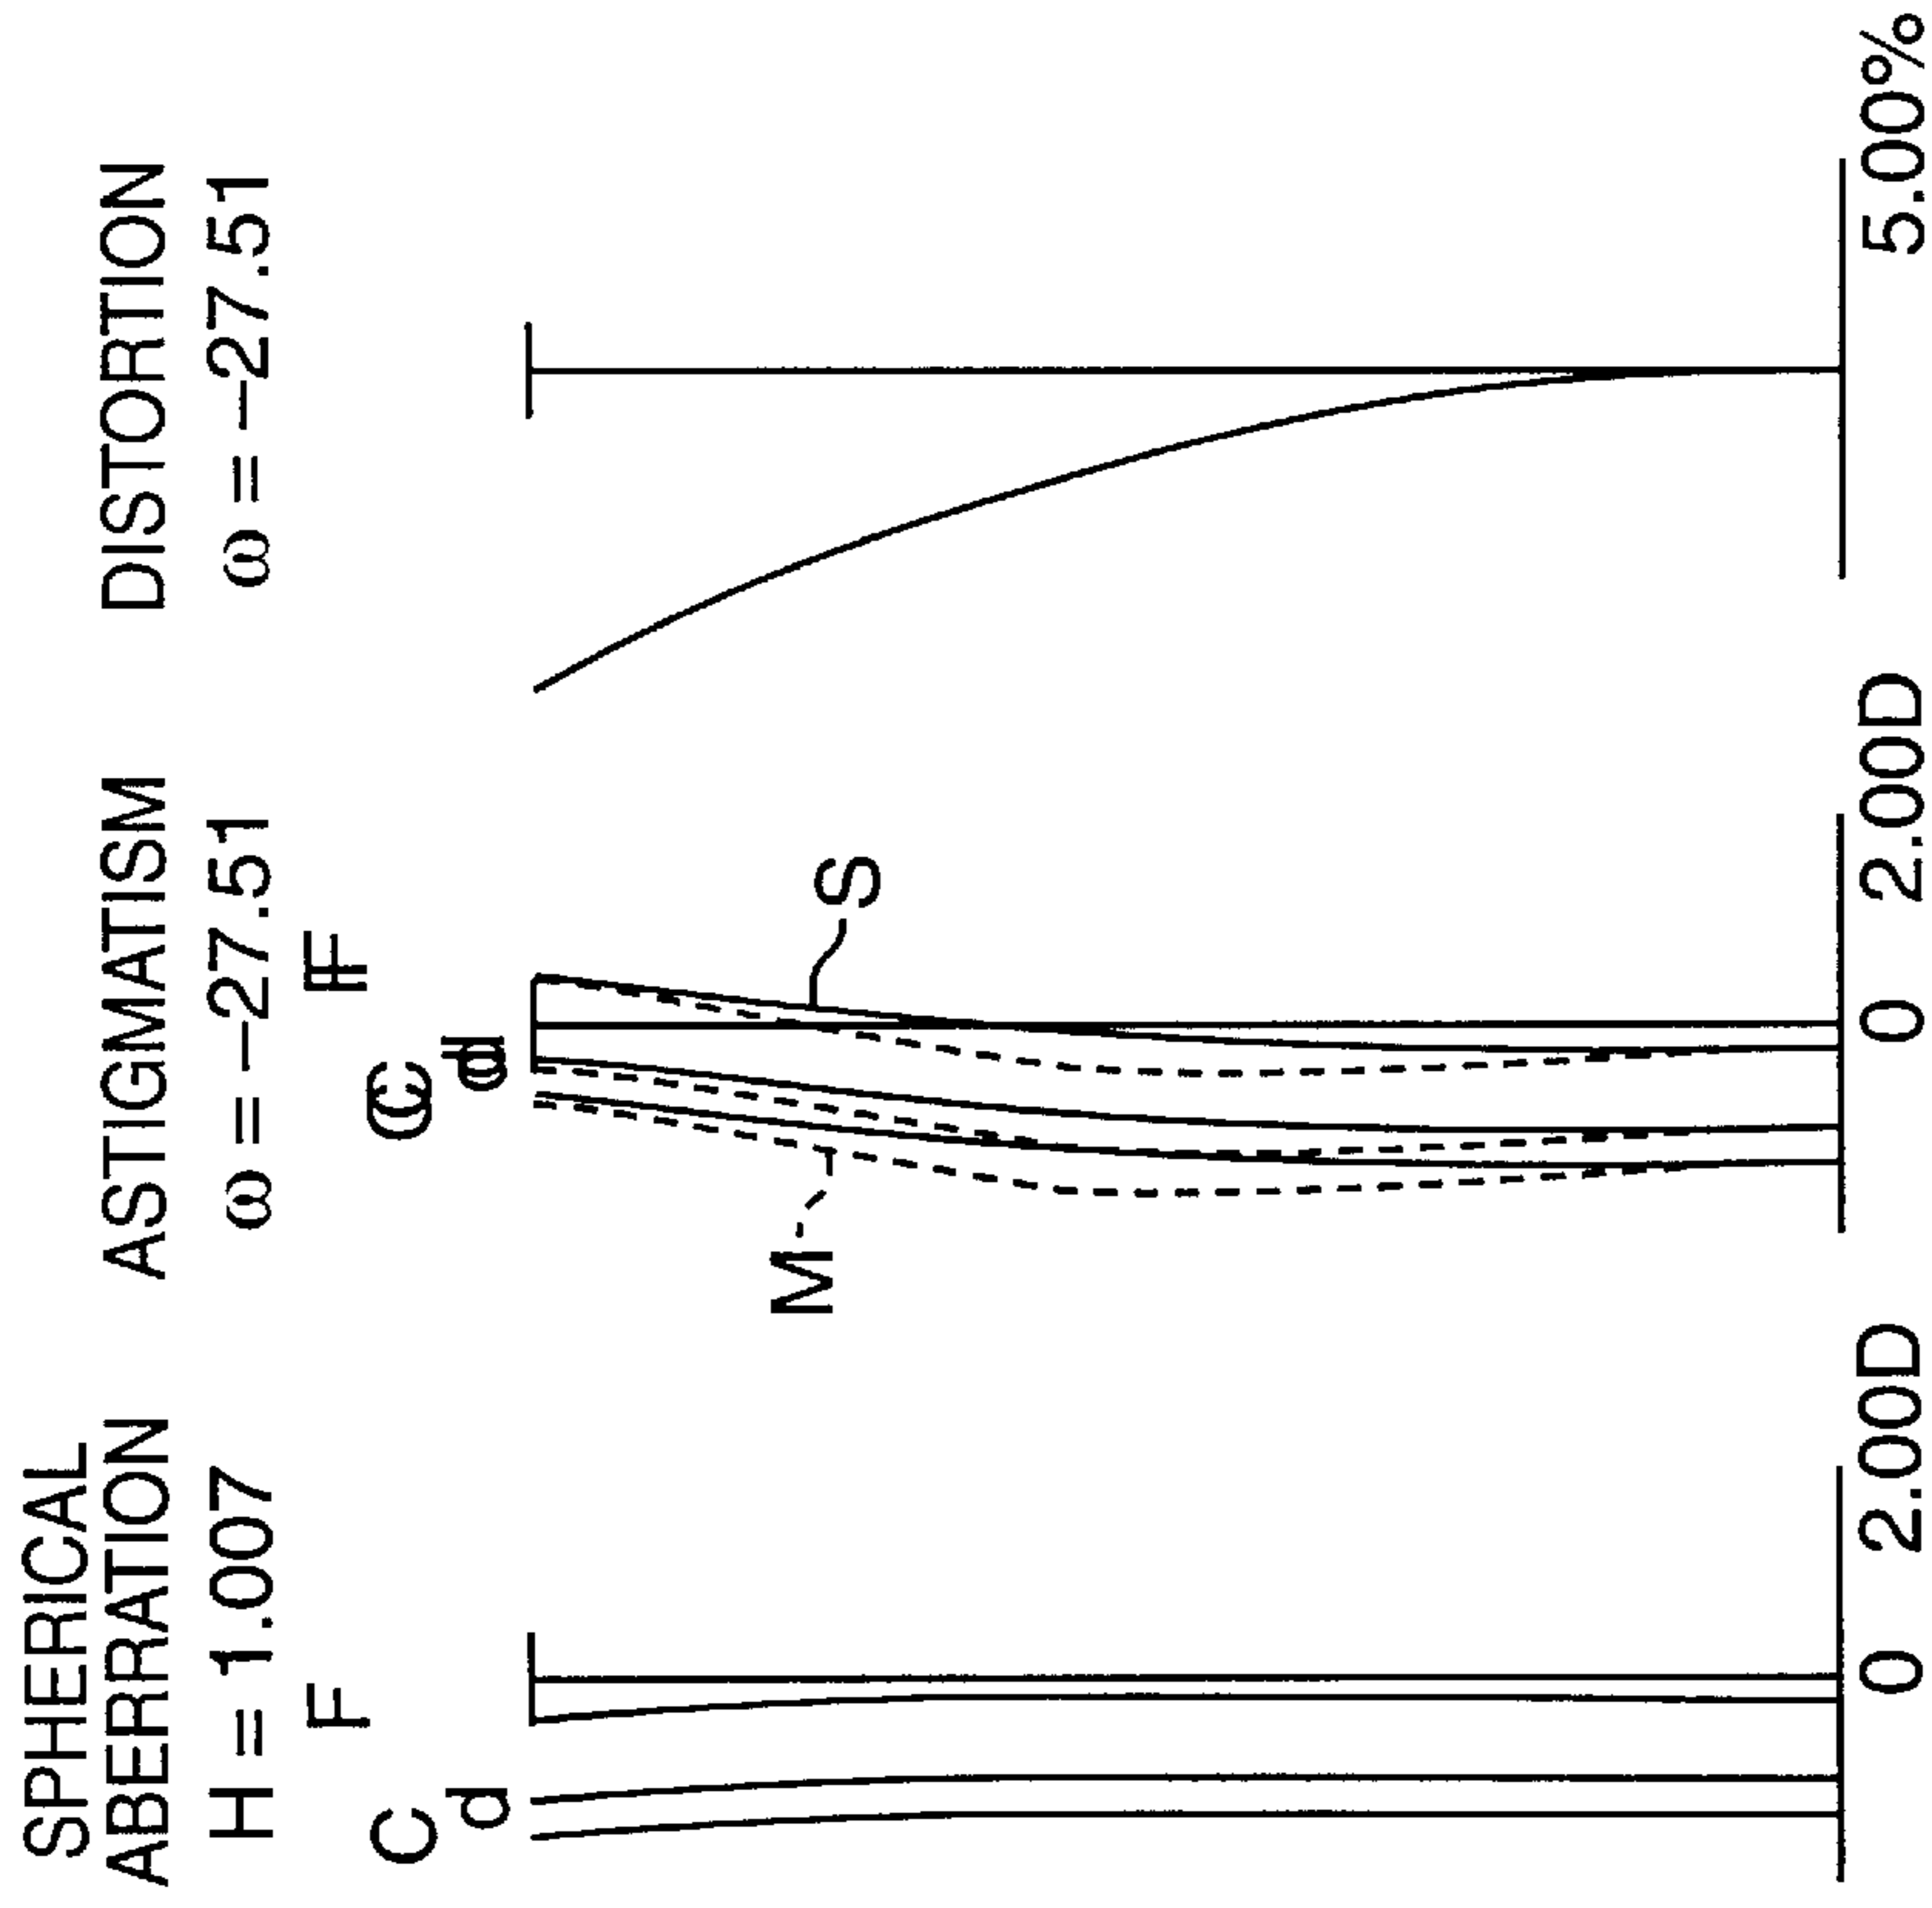 SPHERICAL
ABERRATION
H = 1.007
F
C
d
0
2.00D
ASTIGMATISM
ω = -27.51
F
F
C
C
d
d
M
S
0
2.00D
DISTORTION
ω = -27.51
5.00%